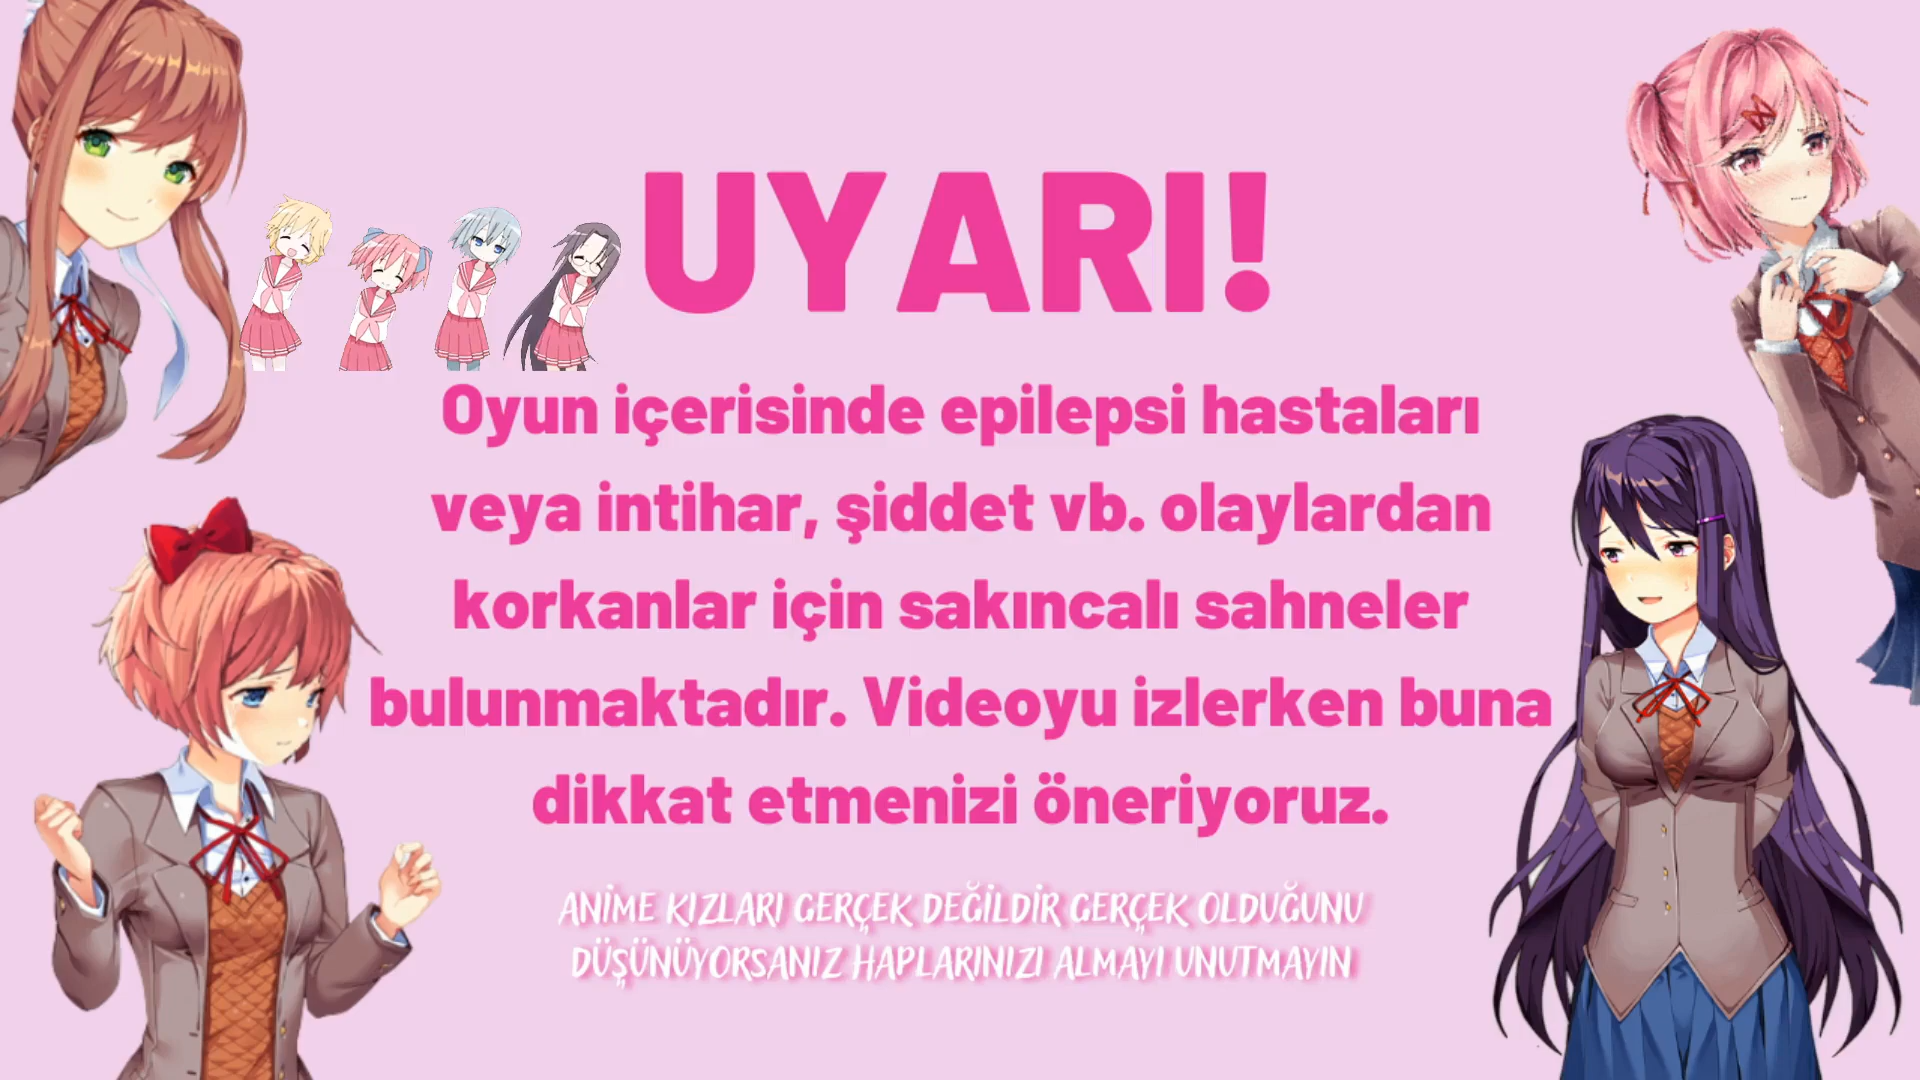 UYARI!
Oyun içerisinde epilepsi hastaları
veya intihar, şiddet vb. olaylardan
korkanlar için sakıncalı sahneler
bulunmaktadır. Videoyu izlerken buna
dikkat etmenizi öneriyoruz.
ANİME KIZLARI GERÇEK DEĞİLDİR GERÇEK OLDUĞUNU
DÜŞÜNÜYORSANIZ HAPLARINIZI ALMAYI UNUTMAYIN